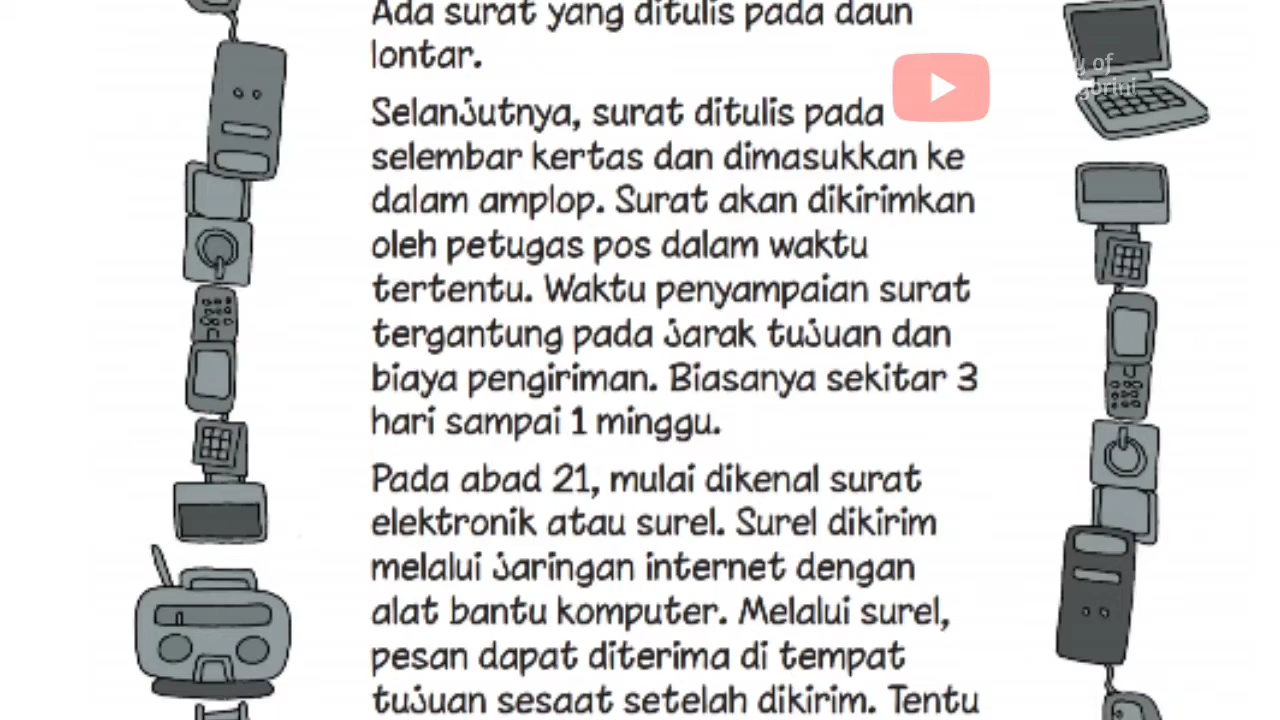 Ada surat yang ditulis pada daun
lontar.
Selanjutnya, surat ditulis pada
selembar kertas dan dimasukkan ke
dalam amplop. Surat akan dikirimkan
oleh petugas pos dalam waktu
tertentu. Waktu penyampaian surat
tergantung pada jarak tujuan dan
biaya pengiriman. Biasanya sekitar 3
hari sampai 1 minggu.
Pada abad 21, mulai dikenal surat
elektronik atau surel. Surel dikirim
melalui jaringan internet dengan
alat bantu komputer. Melalui surel,
pesan dapat diterima di tempat
tujuan sesaat setelah dikirim. Tentu
of